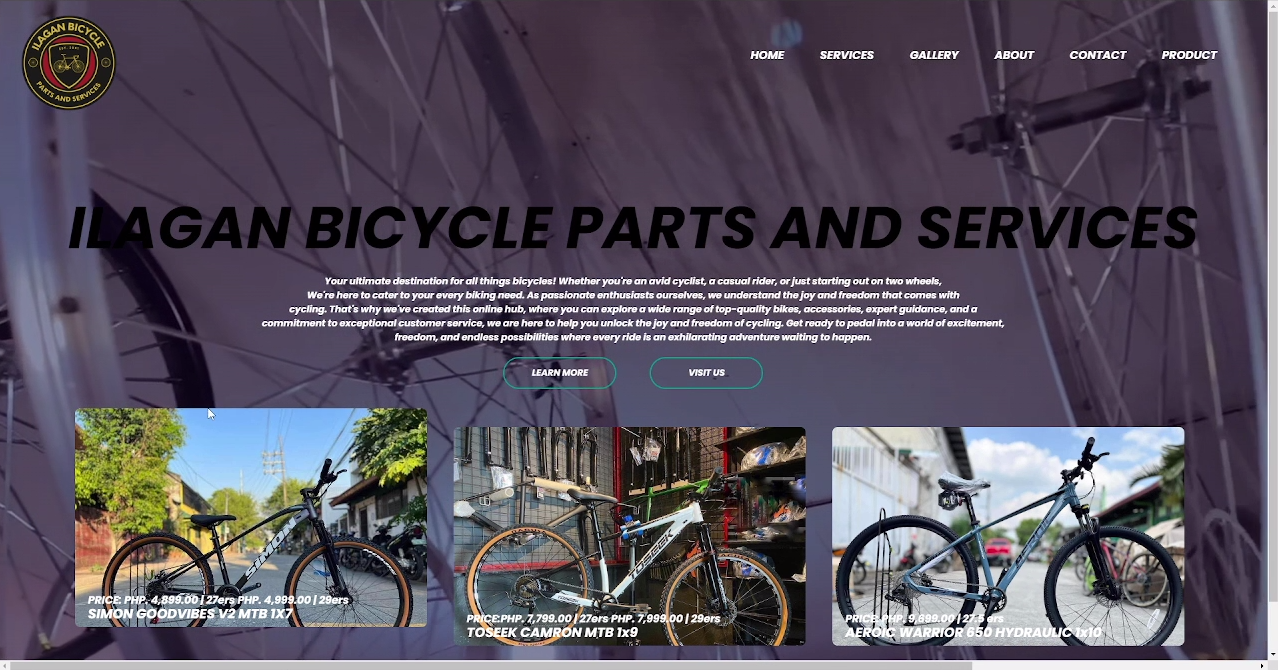 ILAGAN BICYCLE
EST. 2021
PARTS AND SERVICES
HOME SERVICES GALLERY ABOUT CONTACT PRODUCT
ILAGAN BICYCLE PARTS AND SERVICES
Your ultimate destination for all things bicycles! Whether you're an avid cyclist, a casual rider, or just starting out on two wheels,
We're here to cater to your every biking need. As passionate enthusiasts ourselves, we understand the joy and freedom that comes with
cycling. That's why we've created this online hub, where you can explore a wide range of top-quality bikes, accessories, expert guidance, and a
commitment to exceptional customer service, we are here to help you unlock the joy and freedom of cycling. Get ready to pedal into a world of excitement,
freedom, and endless possibilities where every ride is an exhilarating adventure waiting to happen.
LEARN MORE
VISIT US
SIMON
PRICE: PHP. 4,899.00 | 27ers PHP. 4,999.00 | 29ers
SIMON GOODVIBES V2 MTB 1X7
TOSEEK
PRICE:PHP. 7,799.00 | 27ers PHP. 7,999.00 | 29ers
TOSEEK CAMRON MTB 1x9
PRICE:PHP. 9,699.00 | 27.5 ers
AEROIC WARRIOR 650 HYDRAULIC 1x10